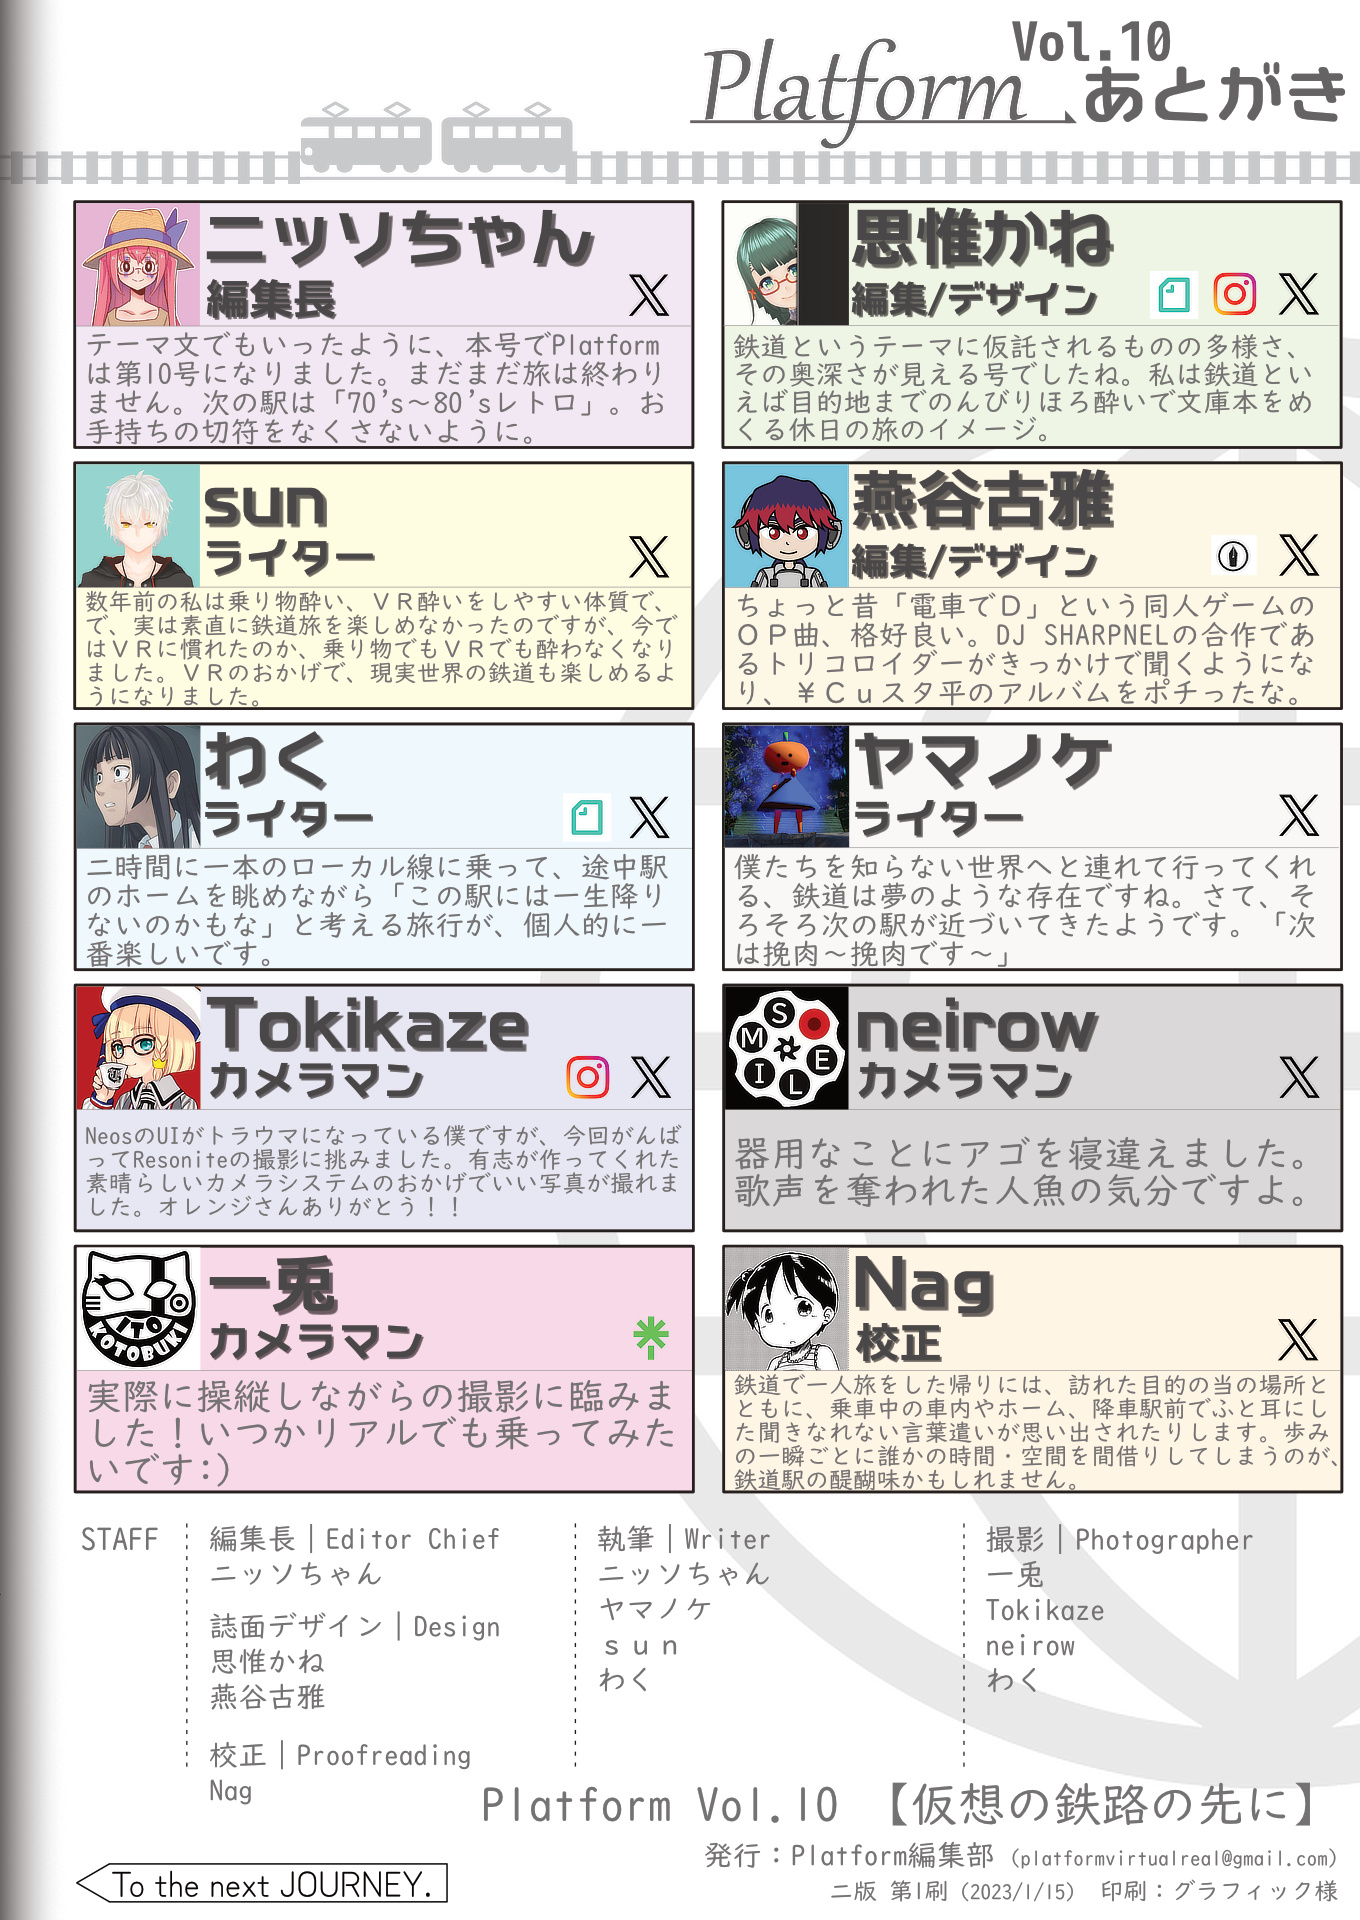 Platform Vol.10
あとがき
ニッソちゃん
編集長
テーマ文でもいったように、本号でPlatform
は第10号になりました。まだまだ旅は終わり
ません。次の駅は「70's～80'sレトロ」。お
手持ちの切符をなくさないように。
思惟かね
編集/デザイン
鉄道というテーマに仮託されるものの多様さ、
その奥深さが見える号でしたね。私は鉄道とい
えば目的地までのんびりほろ酔いで文庫本をめ
くる休日の旅のイメージ。
sun
ライター
数年前の私は乗り物酔い、ＶＲ酔いをしやすい体質で、
で、実は素直に鉄道旅を楽しめなかったのですが、今で
はＶＲに慣れたのか、乗り物でもＶＲでも酔わなくなり
ました。ＶＲのおかげで、現実世界の鉄道も楽しめるよ
うになりました。
燕谷古雅
編集/デザイン
ちょっと昔「電車でＤ」という同人ゲームの
ＯＰ曲、格好良い。DJ SHARPNELの合作であ
るトリコロイダーがきっかけで聞くようにな
り、￥Ｃｕスタ平のアルバムをポチったな。
わく
ライター
二時間に一本のローカル線に乗って、途中駅
のホームを眺めながら「この駅には一生降り
ないのかもな」と考える旅行が、個人的に一
番楽しいです。
ヤマノケ
ライター
僕たちを知らない世界へと連れて行ってくれ
る、鉄道は夢のような存在ですね。さて、そ
ろそろ次の駅が近づいてきたようです。「次
は挽肉～挽肉です～」
Tokikaze
カメラマン
NeosのUIがトラウマになっている僕ですが、今回がんば
ってResoniteの撮影に挑みました。有志が作ってくれた
素晴らしいカメラシステムのおかげでいい写真が撮れま
した。オレンジさんありがとう！！
SMILE
neirow
カメラマン
器用なことにアゴを寝違えました。
歌声を奪われた人魚の気分ですよ。
ITO
KOTOBUKI
一兎
カメラマン
実際に操縦しながらの撮影に臨みま
した！いつかリアルでも乗ってみた
いです:)
Nag
校正
鉄道で一人旅をした帰りには、訪れた目的の当の場所と
ともに、乗車中の車内やホーム、降車駅前でふと耳にし
た聞きなれない言葉遣いが思い出されたりします。歩み
の一瞬ごとに誰かの時間・空間を間借りしてしまうのが、
鉄道駅の醍醐味かもしれません。
STAFF
編集長｜Editor Chief
ニッソちゃん
誌面デザイン｜Design
思惟かね
燕谷古雅
校正｜Proofreading
Nag
執筆｜Writer
ニッソちゃん
ヤマノケ
ｓｕｎ
わく
撮影｜Photographer
一兎
Tokikaze
neirow
わく
Platform Vol.10 【仮想の鉄路の先に】
発行：Platform編集部 (platformvirtualreal@gmail.com)
二版 第1刷 (2023/1/15) 印刷：グラフィック様
To the next JOURNEY.